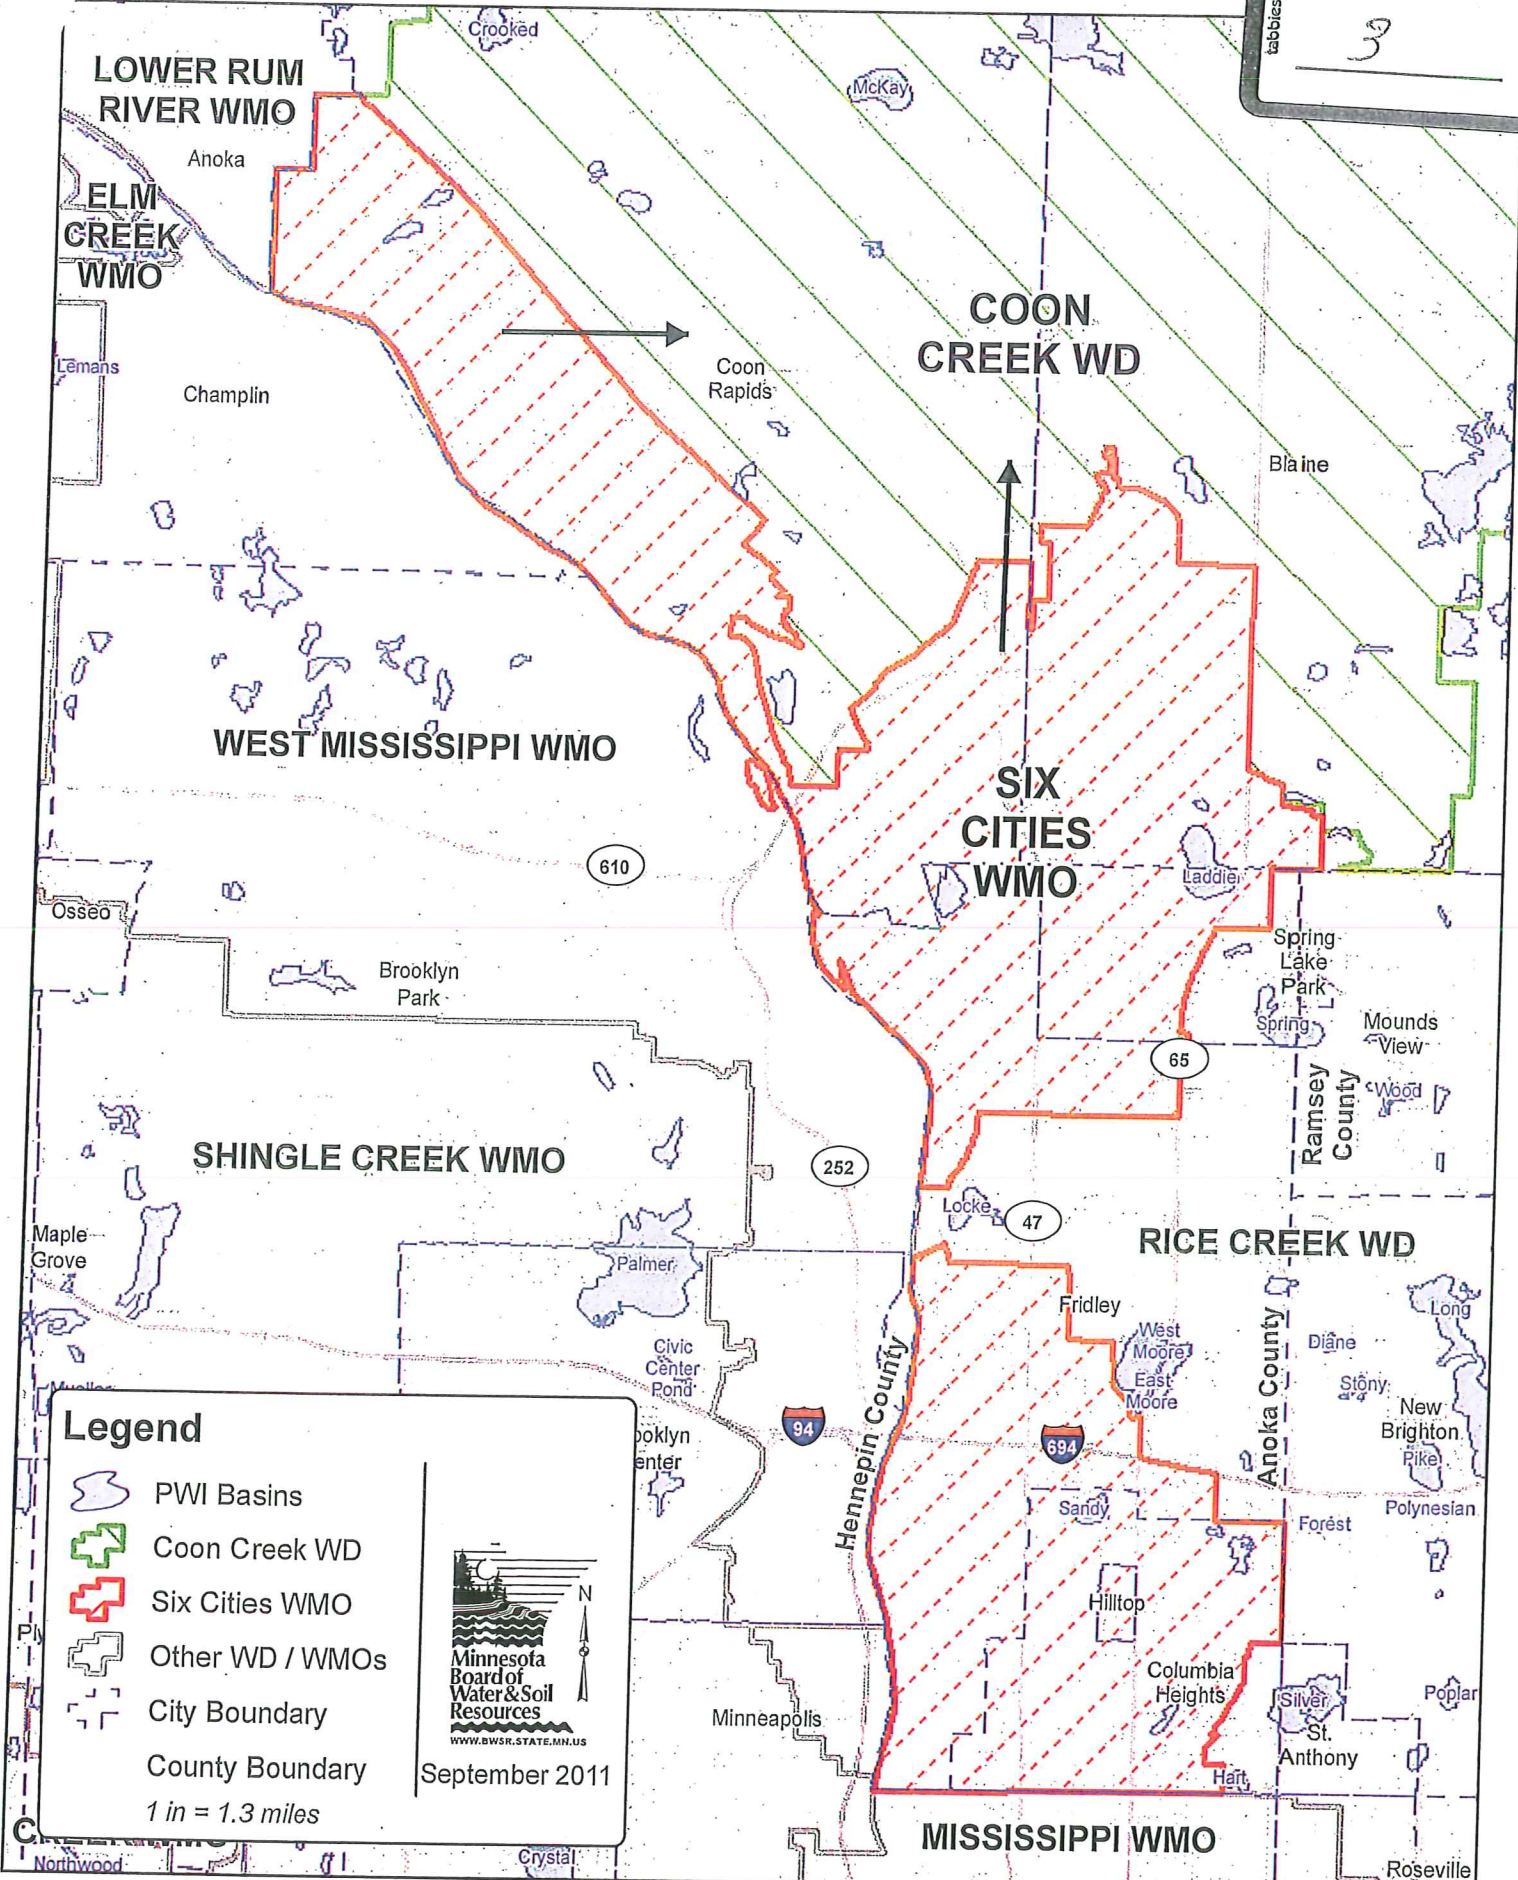 tabbies
3
Crooked
McKay
LOWER RUM
RIVER WMO
Anoka
ELM
CREEK
WMO
COON
CREEK WD
Lemans
Champlin
Coon
Rapids
Blaine
WEST MISSISSIPPI WMO
SIX
CITIES
WMO
610
Laddie
Osseo
Brooklyn
Park
Spring
Lake
Park
Spring
Mounds
View
65
Wood
Ramsey
County
SHINGLE CREEK WMO
252
Locke
47
RICE CREEK WD
Maple
Grove
Palmer
Fridley
West
Moore
East
Moore
Long
Diane
Stony
Civic
Center
Pond
Hennepin County
Anoka County
New
Brighton
Pike
94
694
ooklyn
enter
Sandy
Forest
Polynesian
Hilltop
Columbia
Heights
Silver
Poplar
St.
Anthony
Minneapolis
Hart
MISSISSIPPI WMO
Roseville
Legend
PWI Basins
Coon Creek WD
Six Cities WMO
Other WD / WMOs
City Boundary
County Boundary
1 in = 1.3 miles
N
Minnesota
Board of
Water&Soil
Resources
WWW.BWSR.STATE.MN.US
September 2011
Northwood
Crystal